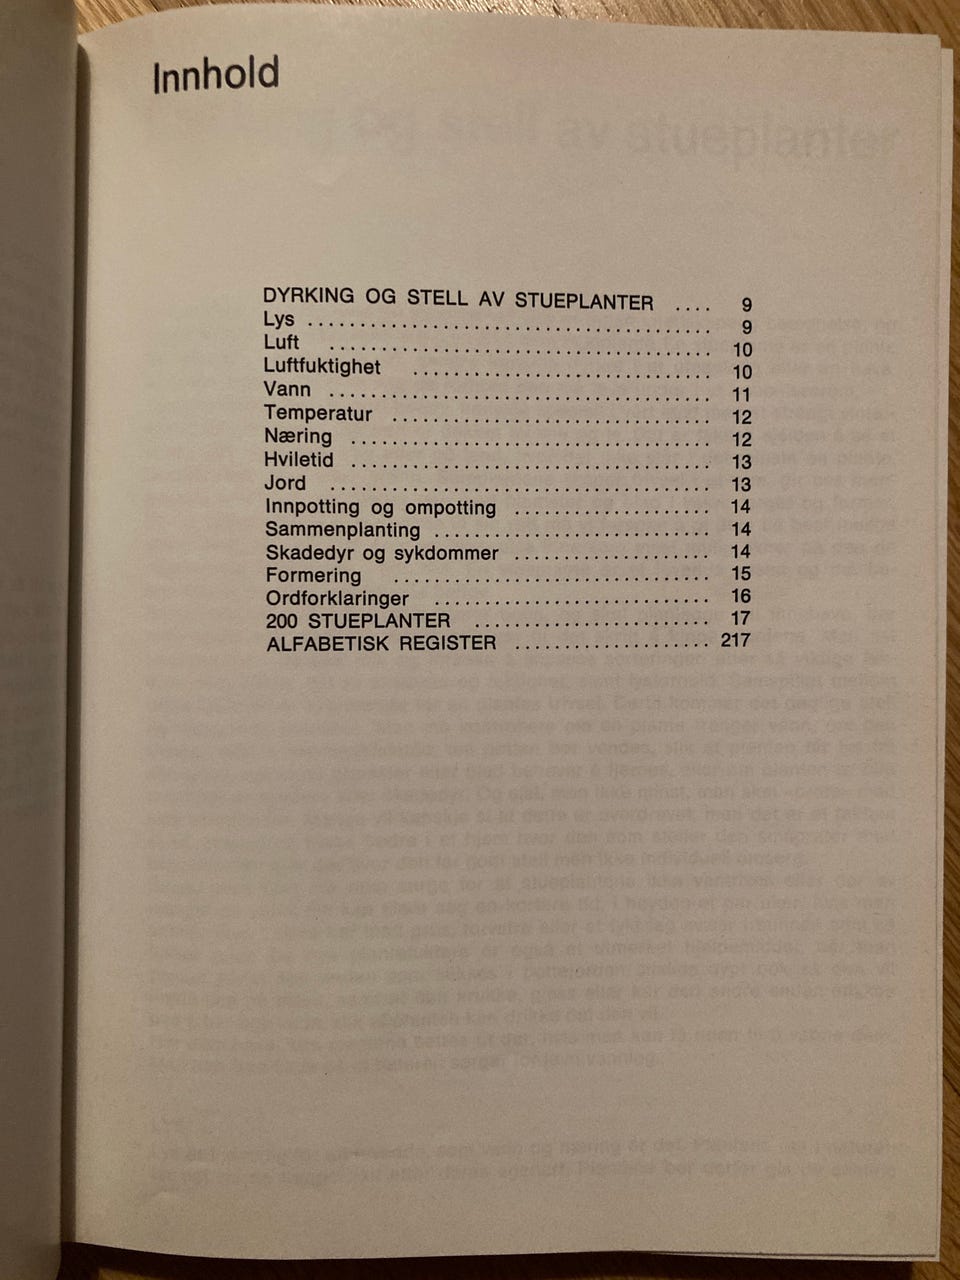 Innhold
DYRKING OG STELL AV STUEPLANTER .... 9
Lys ....................................... 9
Luft ..................................... 10
Luftfuktighet ............................. 10
Vann ..................................... 11
Temperatur ............................... 12
Næring ................................... 12
Hviletid ................................... 13
Jord ..................................... 13
Innpotting og ompotting ................... 14
Sammenplanting ........................... 14
Skadedyr og sykdommer ................... 14
Formering ............................... 15
Ordforklaringer ........................... 16
200 STUEPLANTER ....................... 17
ALFABETISK REGISTER ................... 217